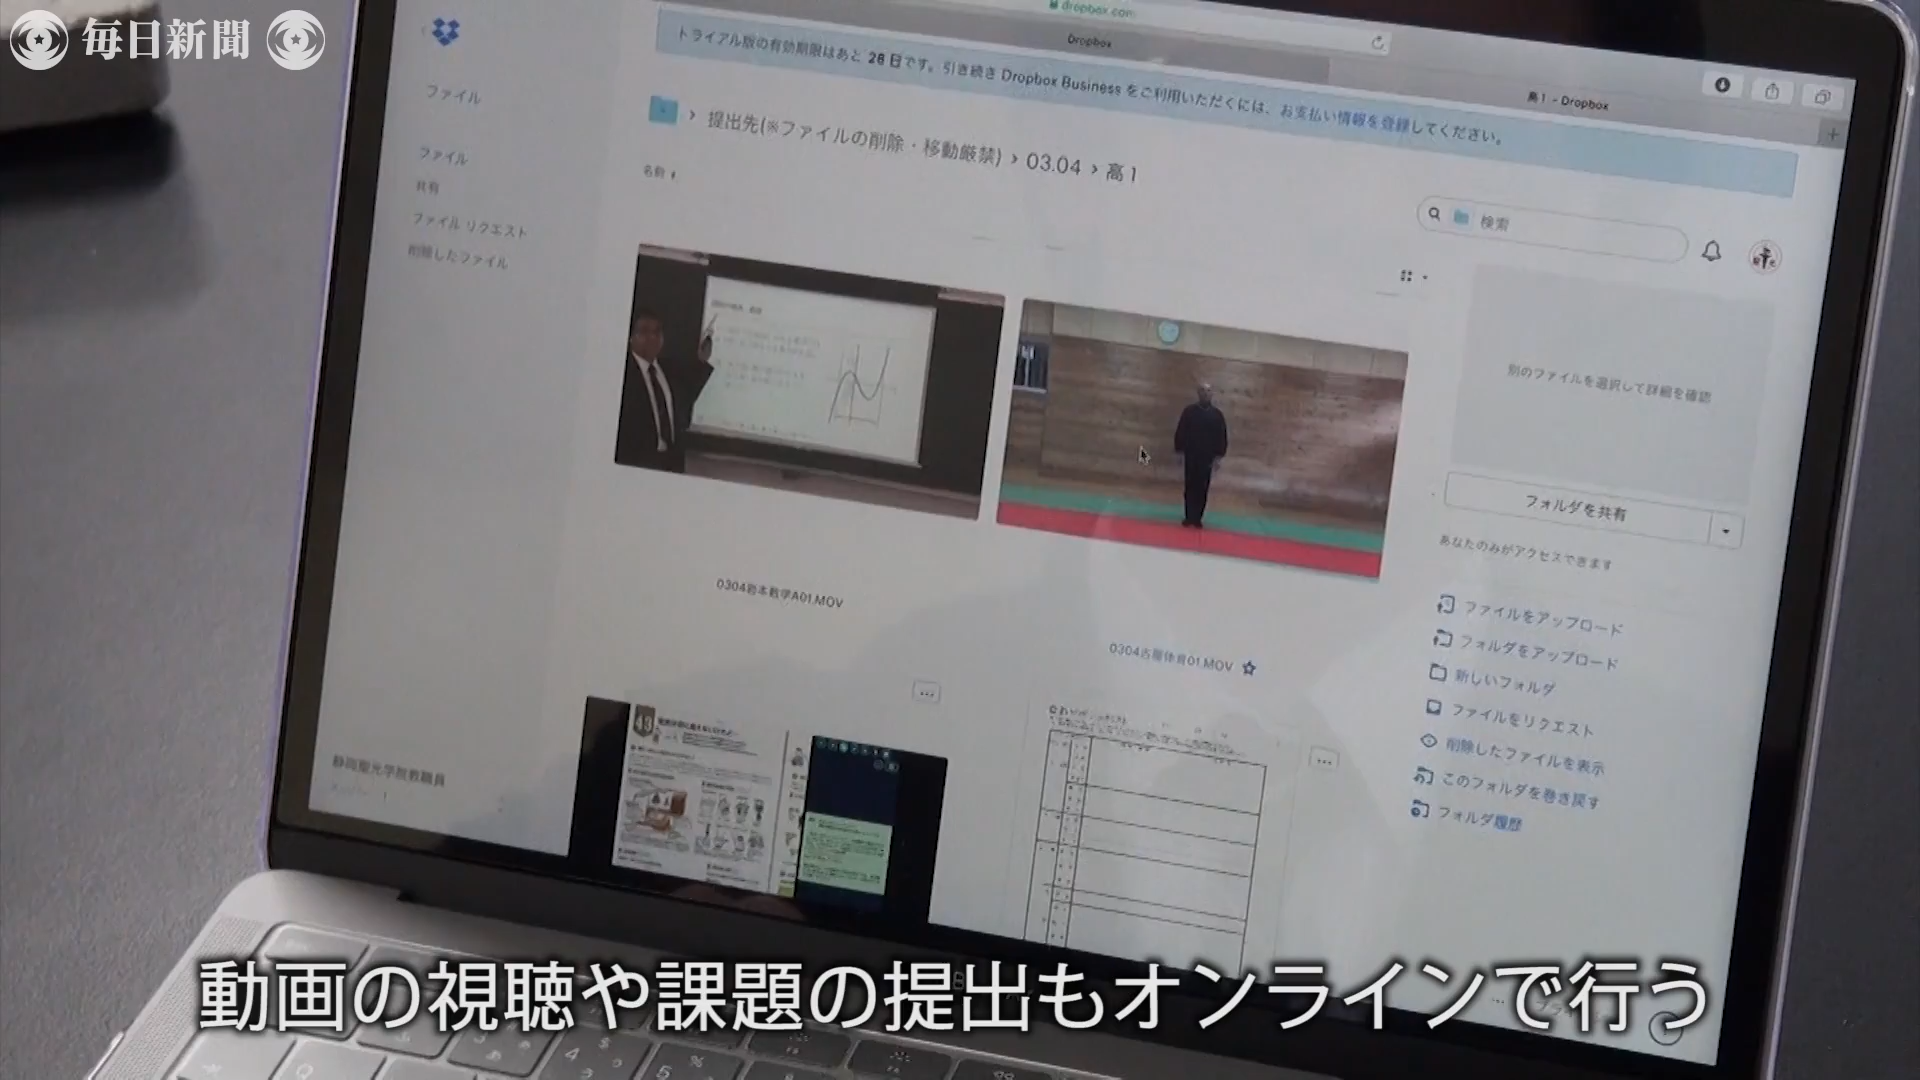 毎日新聞
dropbox.com
Dropbox
高1 - Dropbox
トライアル版の有効期限はあと 28 日です。引き続き Dropbox Business をご利用いただくには、お支払い情報を登録してください。
ファイル
ファイル
共有
ファイル リクエスト
削除したファイル
提出先(※ファイルの削除・移動厳禁) › 03.04 › 高1
名前
検索
別のファイルを選択して詳細を確認
フォルダを共有
あなたのみがアクセスできます
ファイルをアップロード
フォルダをアップロード
新しいフォルダ
ファイルをリクエスト
削除したファイルを表示
このフォルダを巻き戻す
フォルダ履歴
0304岩本数学A01.MOV
0304古屋体育01.MOV
43
静岡聖光学院教職員
動画の視聴や課題の提出もオンラインで行う